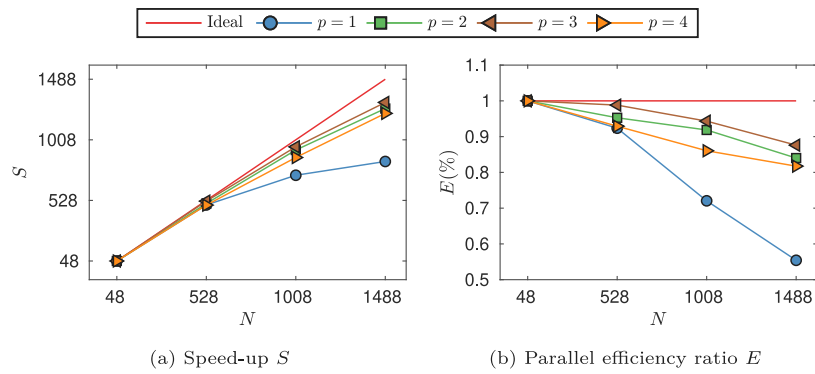 Ideal p = 1 p = 2 p = 3 p = 4
1488
1008
528
48
S
48 528 1008 1488
N
(a) Speed-up S
1.1
1
0.9
0.8
0.7
0.6
0.5
E(%)
48 528 1008 1488
N
(b) Parallel efficiency ratio E